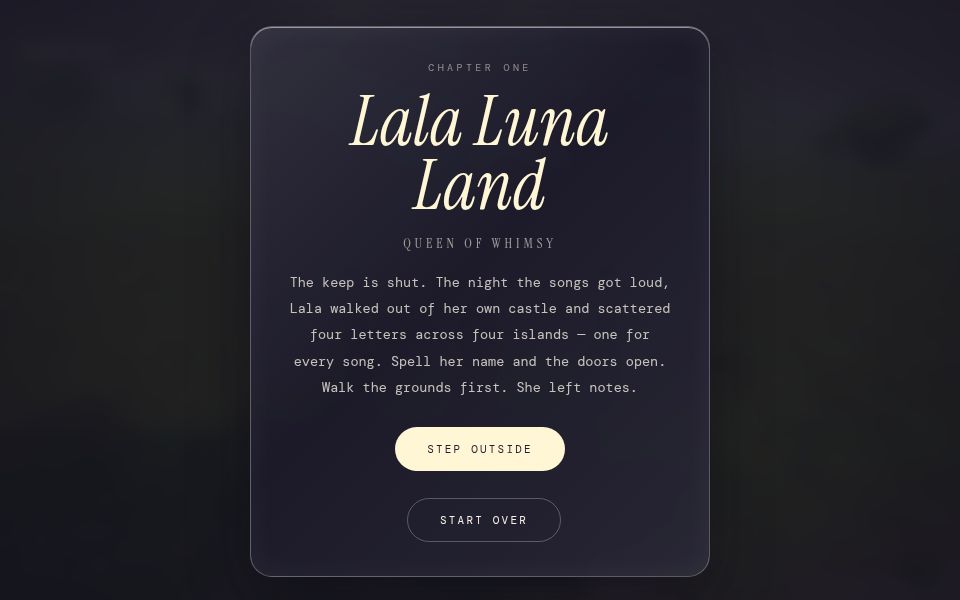 CHAPTER ONE
Lala Luna
Land
QUEEN OF WHIMSY
The keep is shut. The night the songs got loud,
Lala walked out of her own castle and scattered
four letters across four islands — one for
every song. Spell her name and the doors open.
Walk the grounds first. She left notes.
STEP OUTSIDE
START OVER